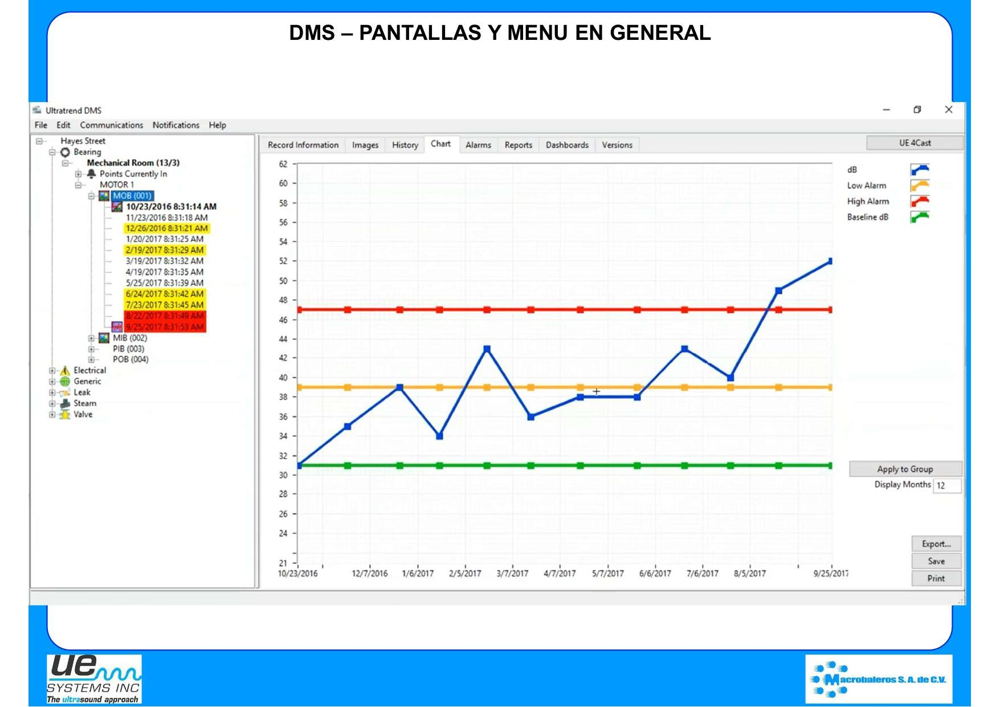 DMS – PANTALLAS Y MENU EN GENERAL
Ultratrend DMS
File Edit Communications Notifications Help
Hayes Street
Bearing
Mechanical Room (13/3)
Points Currently In
MOTOR 1
MOB (001)
10/23/2016 8:31:14 AM
11/23/2016 8:31:18 AM
12/26/2016 8:31:21 AM
1/20/2017 8:31:25 AM
2/19/2017 8:31:29 AM
3/19/2017 8:31:32 AM
4/19/2017 8:31:35 AM
5/25/2017 8:31:39 AM
6/24/2017 8:31:42 AM
7/23/2017 8:31:45 AM
8/22/2017 8:31:49 AM
9/25/2017 8:31:53 AM
MIB (002)
PIB (003)
POB (004)
Electrical
Generic
Leak
Steam
Valve
Record Information Images History Chart Alarms Reports Dashboards Versions
UE 4Cast
62
60
58
56
54
52
50
48
46
44
42
40
38
36
34
32
30
28
26
24
21
10/23/2016 12/7/2016 1/6/2017 2/5/2017 3/7/2017 4/7/2017 5/7/2017 6/6/2017 7/6/2017 8/5/2017 9/25/2017
dB
Low Alarm
High Alarm
Baseline dB
Apply to Group
Display Months 12
Export...
Save
Print
ue
SYSTEMS INC
The ultrasound approach
Macrobaleros S. A. de C.V.